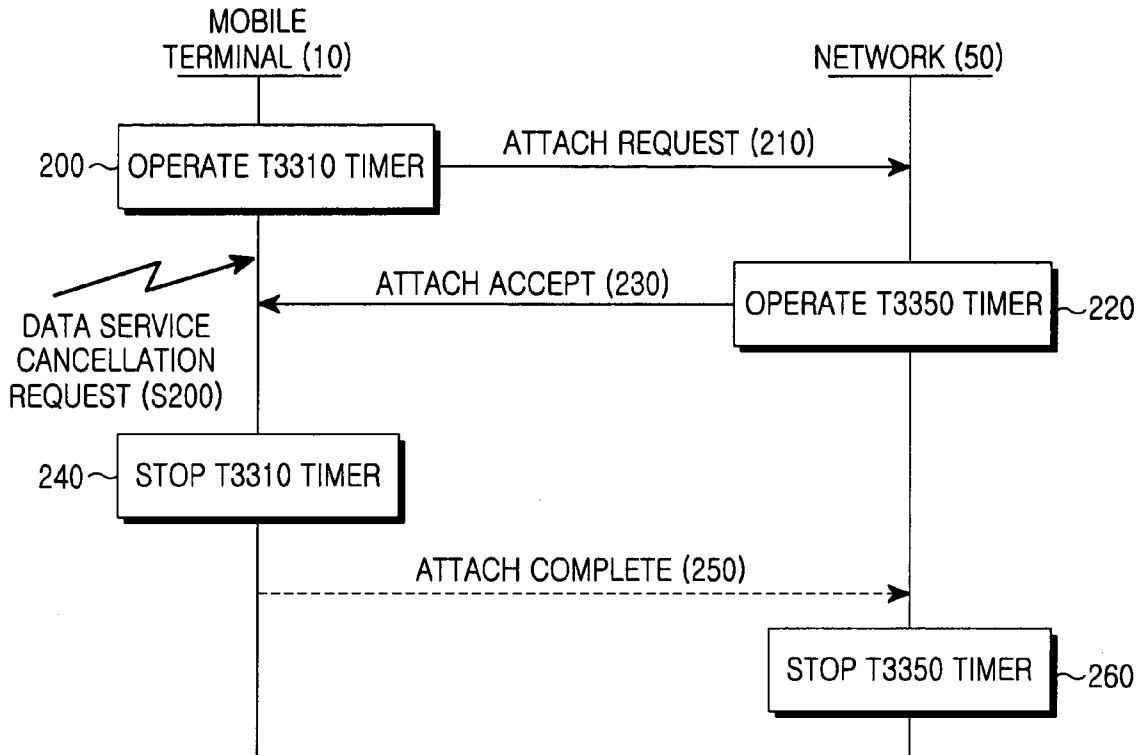 MOBILE
TERMINAL (10)
NETWORK (50)
200
OPERATE T3310 TIMER
ATTACH REQUEST (210)
ATTACH ACCEPT (230)
OPERATE T3350 TIMER
220
DATA SERVICE
CANCELLATION
REQUEST (S200)
240
STOP T3310 TIMER
ATTACH COMPLETE (250)
STOP T3350 TIMER
260